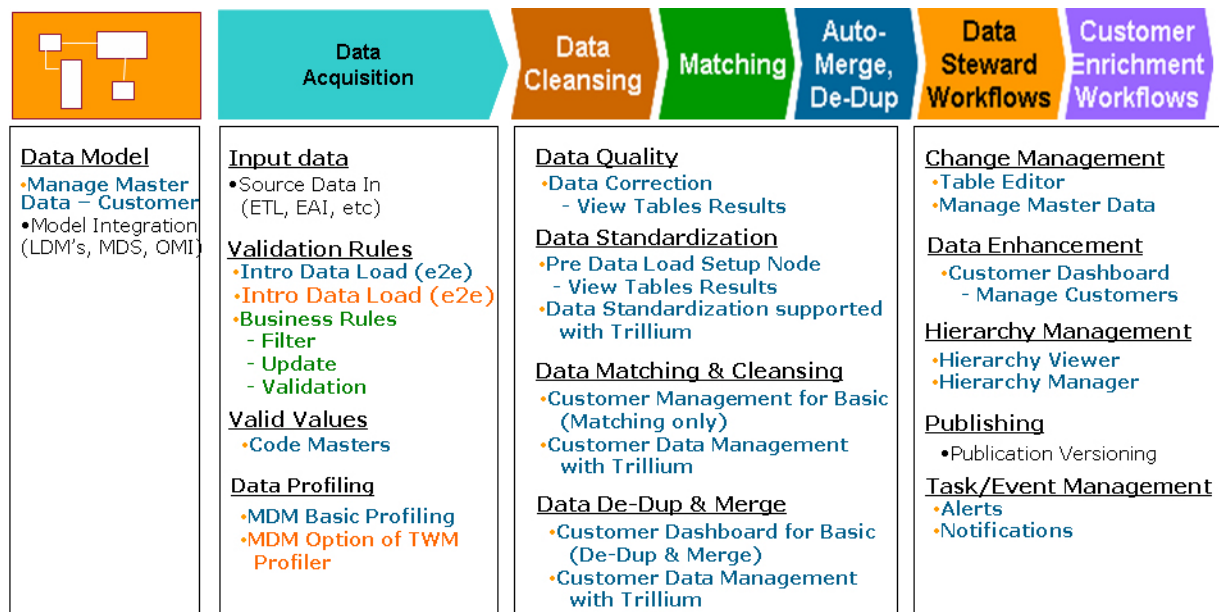 Data
Acquisition
Data
Cleansing
Matching
Auto-
Merge,
De-Dup
Data
Steward
Workflows
Customer
Enrichment
Workflows
Data Model
•Manage Master
Data – Customer
•Model Integration
(LDM's, MDS, OMI)
Input data
•Source Data In
(ETL, EAI, etc)
Validation Rules
•Intro Data Load (e2e)
•Intro Data Load (e2e)
•Business Rules
- Filter
- Update
- Validation
Valid Values
•Code Masters
Data Profiling
•MDM Basic Profiling
•MDM Option of TWM
Profiler
Data Quality
•Data Correction
- View Tables Results
Data Standardization
•Pre Data Load Setup Node
- View Tables Results
•Data Standardization supported
with Trillium
Data Matching & Cleansing
•Customer Management for Basic
(Matching only)
•Customer Data Management
with Trillium
Data De-Dup & Merge
•Customer Dashboard for Basic
(De-Dup & Merge)
•Customer Data Management
with Trillium
Change Management
•Table Editor
•Manage Master Data
Data Enhancement
•Customer Dashboard
- Manage Customers
Hierarchy Management
•Hierarchy Viewer
•Hierarchy Manager
Publishing
•Publication Versioning
Task/Event Management
•Alerts
•Notifications